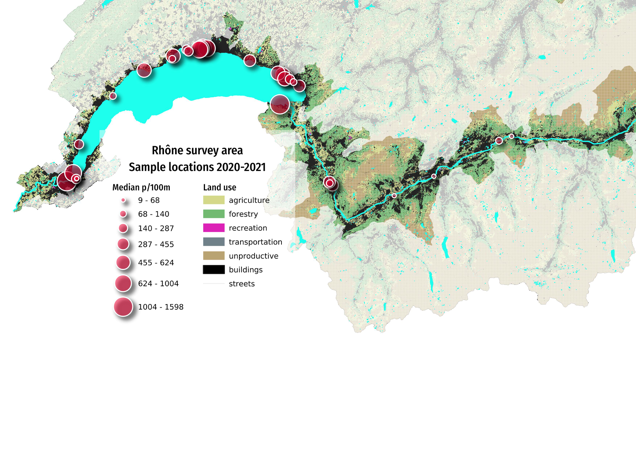 Rhône survey area
Sample locations 2020-2021
Median p/100m
9 - 68
68 - 140
140 - 287
287 - 455
455 - 624
624 - 1004
1004 - 1598
Land use
agriculture
forestry
recreation
transportation
unproductive
buildings
streets